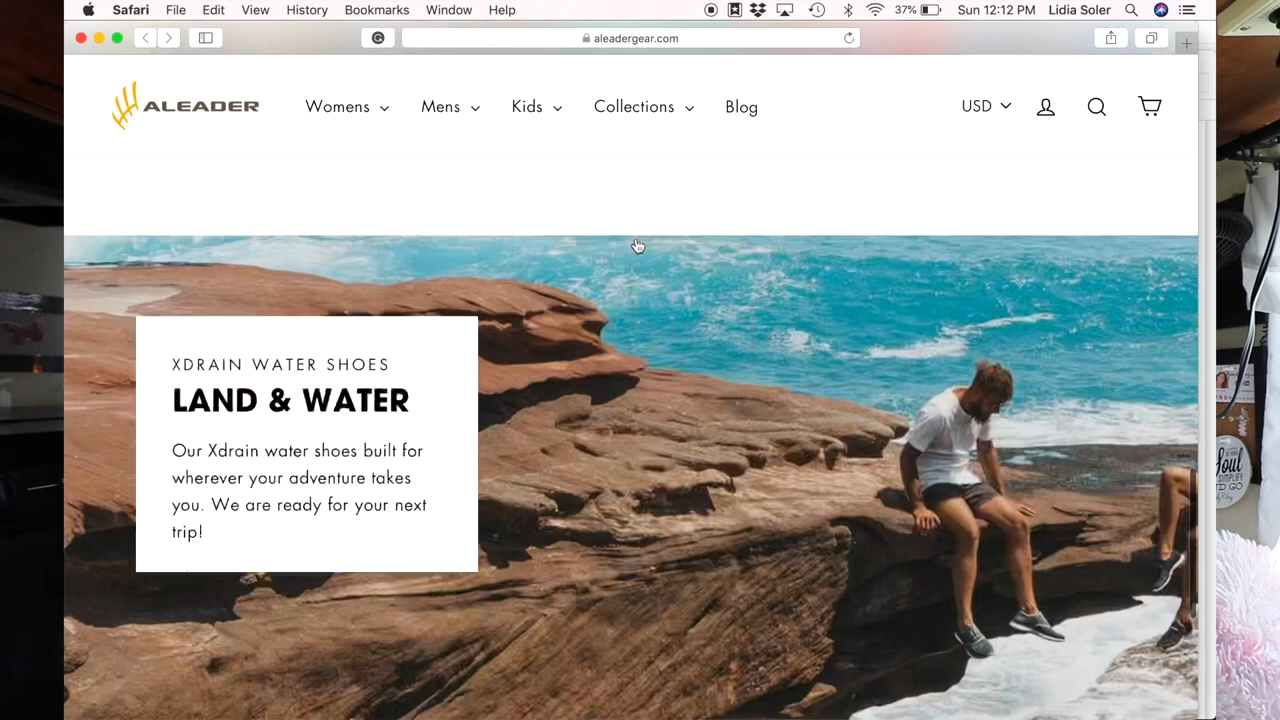 Safari File Edit View History Bookmarks Window Help 37% Sun 12:12 PM Lidia Soler
aleadergear.com
ALEADER Womens Mens Kids Collections Blog USD
XDRAIN WATER SHOES
LAND & WATER
Our Xdrain water shoes built for
wherever your adventure takes
you. We are ready for your next
trip!
Soul
SIMPLIFY